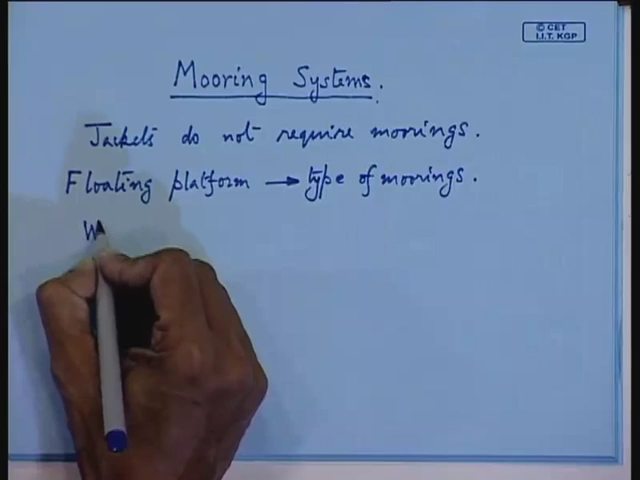 © CET
I.I.T. KGP
Mooring Systems.
Jackets do not require moorings.
Floating platform → type of moorings.
W